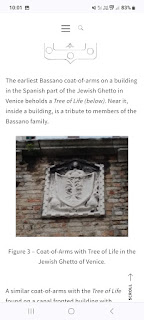 10:01
83%
The earliest Bassano coat-of-arms on a building
in the Spanish part of the Jewish Ghetto in
Venice beholds a Tree of Life (below). Near it,
inside a building, is a tribute to members of the
Bassano family.
Figure 3 – Coat-of-Arms with Tree of Life in the
Jewish Ghetto of Venice.
SCROLL
A similar coat-of-arms with the Tree of Life
found on a canal fronted building with